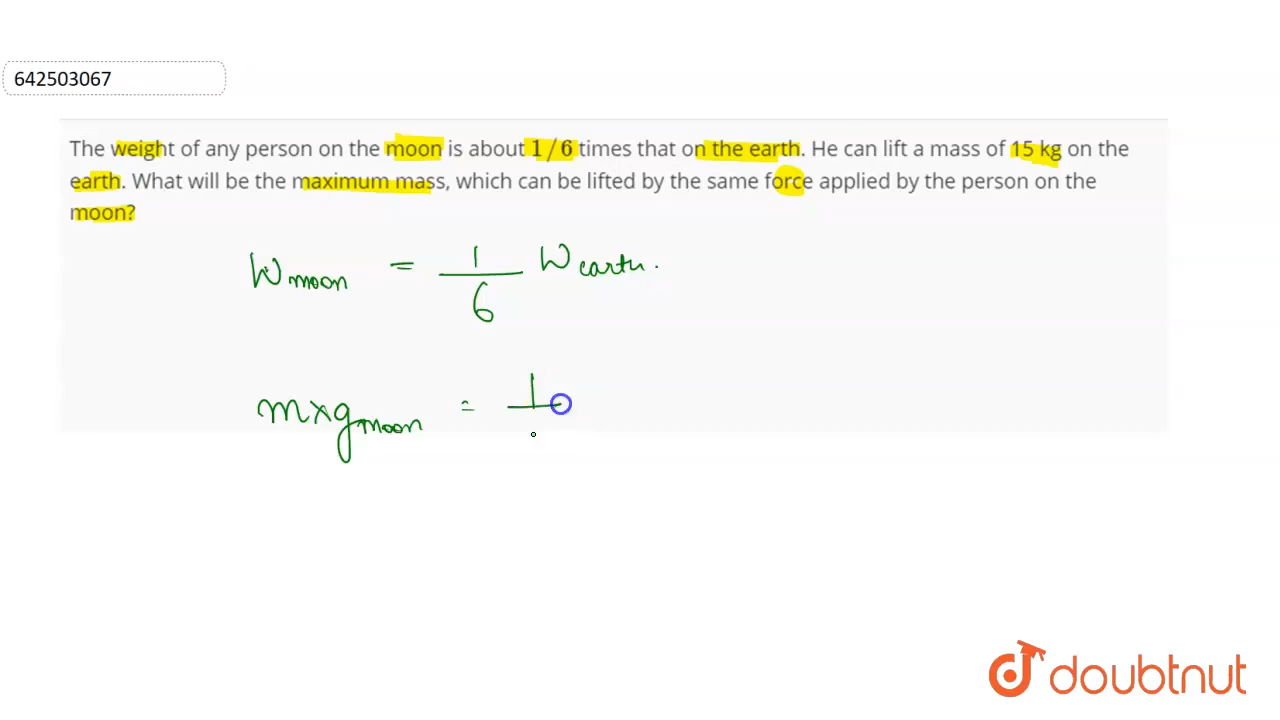 642503067
The weight of any person on the moon is about 1/6 times that on the earth. He can lift a mass of 15 kg on the
earth. What will be the maximum mass, which can be lifted by the same force applied by the person on the
moon?
Wmoon = 1/6 Wearth.
m×gmoon = 1
doubtnut